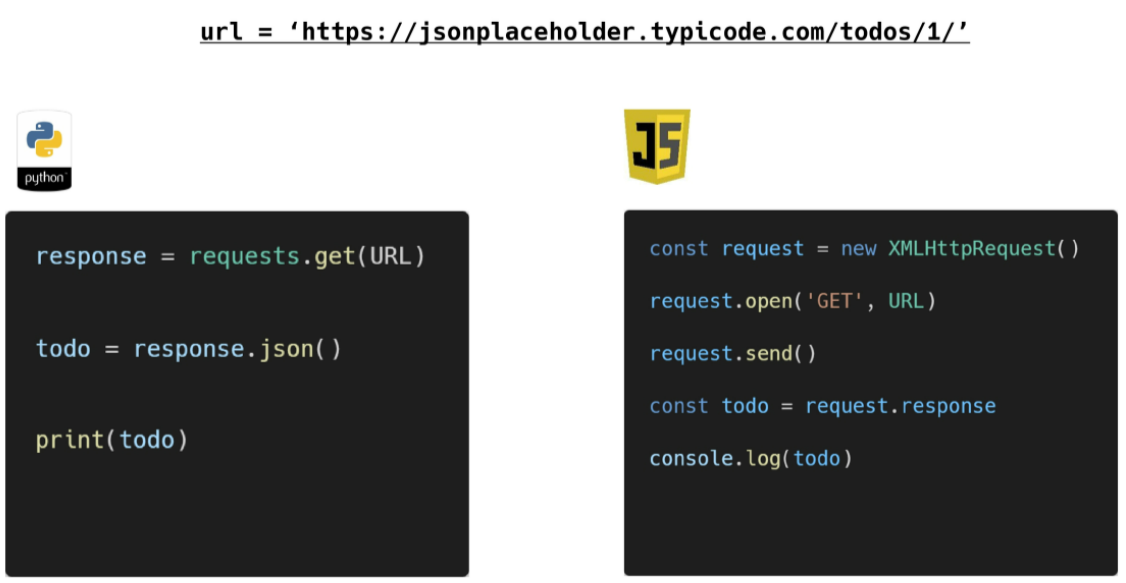 url = ‘https://jsonplaceholder.typicode.com/todos/1/’
python
response = requests.get(URL)
todo = response.json()
print(todo)
JS
const request = new XMLHttpRequest()
request.open('GET', URL)
request.send()
const todo = request.response
console.log(todo)